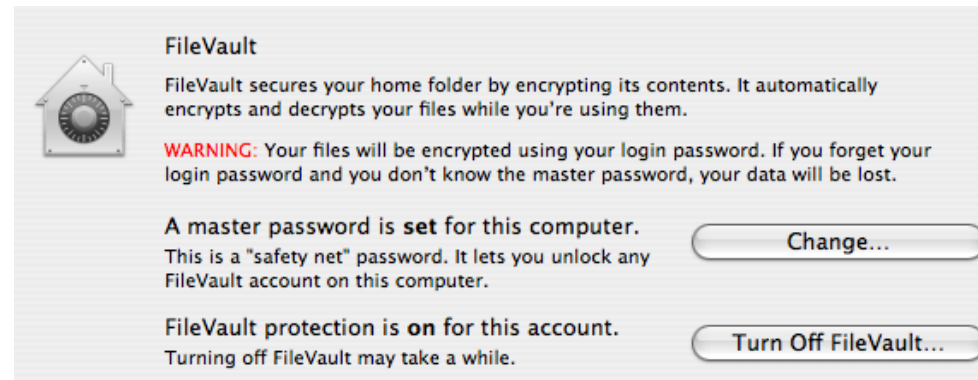 FileVault
FileVault secures your home folder by encrypting its contents. It automatically
encrypts and decrypts your files while you're using them.
WARNING: Your files will be encrypted using your login password. If you forget your
login password and you don't know the master password, your data will be lost.
A master password is set for this computer.
This is a "safety net" password. It lets you unlock any
FileVault account on this computer.
Change...
FileVault protection is on for this account.
Turning off FileVault may take a while.
Turn Off FileVault...